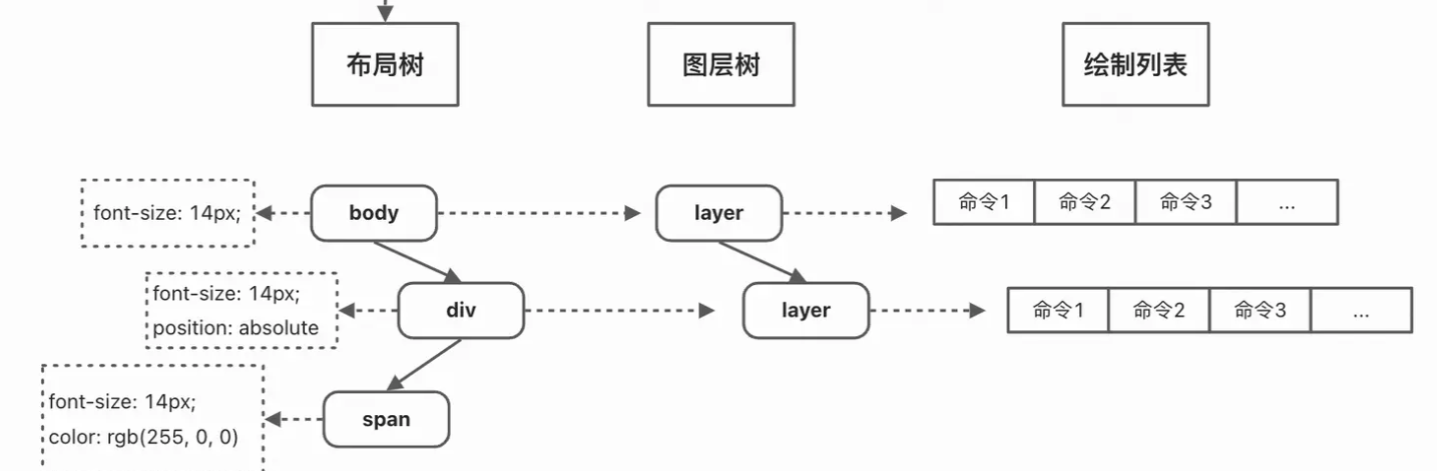 布局树
图层树
绘制列表
font-size: 14px;
body
layer
命令1
命令2
命令3
...
font-size: 14px;
position: absolute
div
layer
命令1
命令2
命令3
...
font-size: 14px;
color: rgb(255, 0, 0)
span